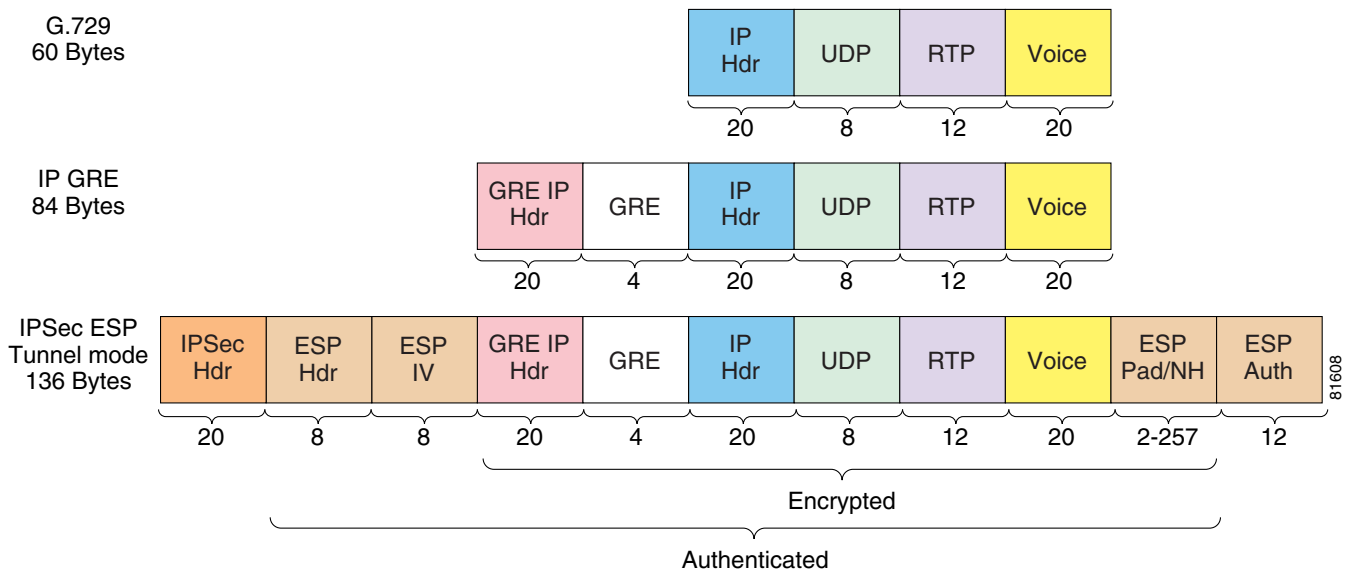 G.729
60 Bytes
IP
Hdr
UDP
RTP
Voice
20
8
12
20
IP GRE
84 Bytes
GRE IP
Hdr
GRE
IP
Hdr
UDP
RTP
Voice
20
4
20
8
12
20
IPSec ESP
Tunnel mode
136 Bytes
IPSec
Hdr
ESP
Hdr
ESP
IV
GRE IP
Hdr
GRE
IP
Hdr
UDP
RTP
Voice
ESP
Pad/NH
ESP
Auth
81608
20
8
8
20
4
20
8
12
20
2-257
12
Encrypted
Authenticated